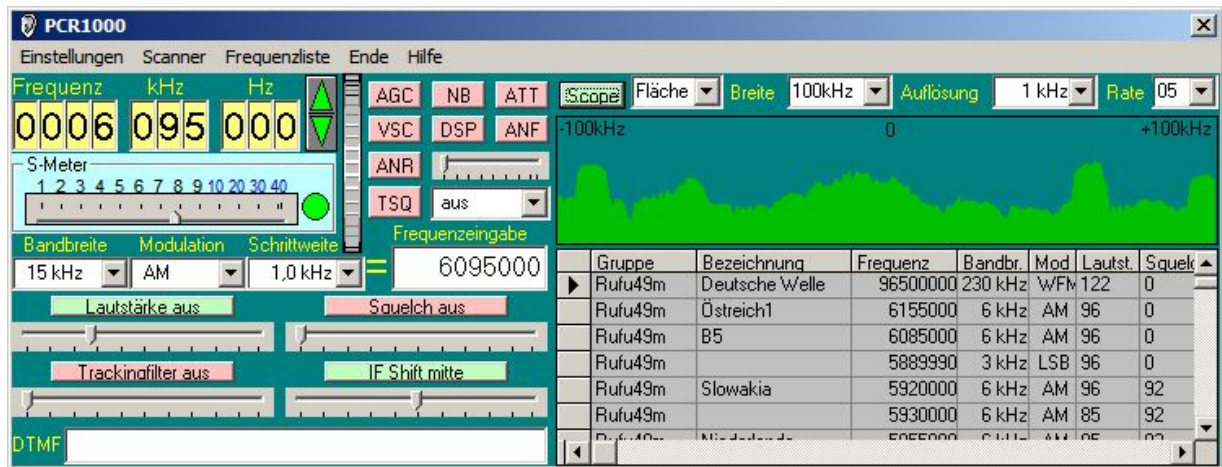 PCR1000
Einstellungen Scanner Frequenzliste Ende Hilfe
Frequenz kHz Hz
0006 095 000
S-Meter
1 2 3 4 5 6 7 8 9 10 20 30 40
Bandbreite Modulation Schrittweite
15 kHz AM 1,0 kHz
AGC NB ATT
VSC DSP ANF
ANR
TSQ aus
Frequenzeingabe
= 6095000
Lautstärke aus Squelch aus
Trackingfilter aus IF Shift mitte
DTMF
Scope Fläche Breite 100kHz Auflösung 1 kHz Rate 05
-100kHz 0 +100kHz
Gruppe Bezeichnung Frequenz Bandbr. Mod Lautst.
Rufu49m Deutsche Welle 96500000 230 kHz WFM 122 0
Rufu49m Östreich1 6155000 6 kHz AM 96 0
Rufu49m B5 6085000 6 kHz AM 96 0
Rufu49m 5889990 3 kHz LSB 96 0
Rufu49m Slowakia 5920000 6 kHz AM 96 92
Rufu49m 5930000 6 kHz AM 85 92